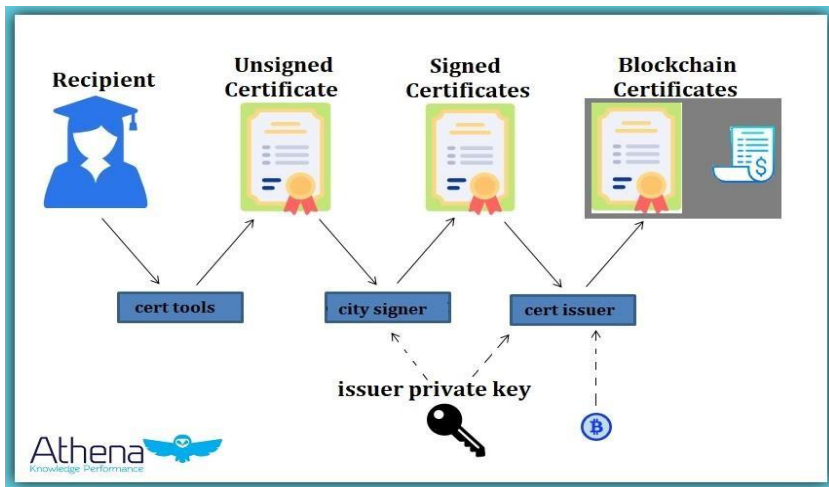 Recipient
Unsigned
Certificate
Signed
Certificates
Blockchain
Certificates
$
cert tools
city signer
cert issuer
issuer private key
₿
Athena
Knowledge Performance